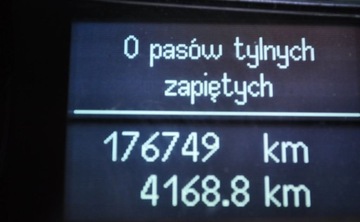 0 pasów tylnych
zapiętych
176749 km
4168.8 km